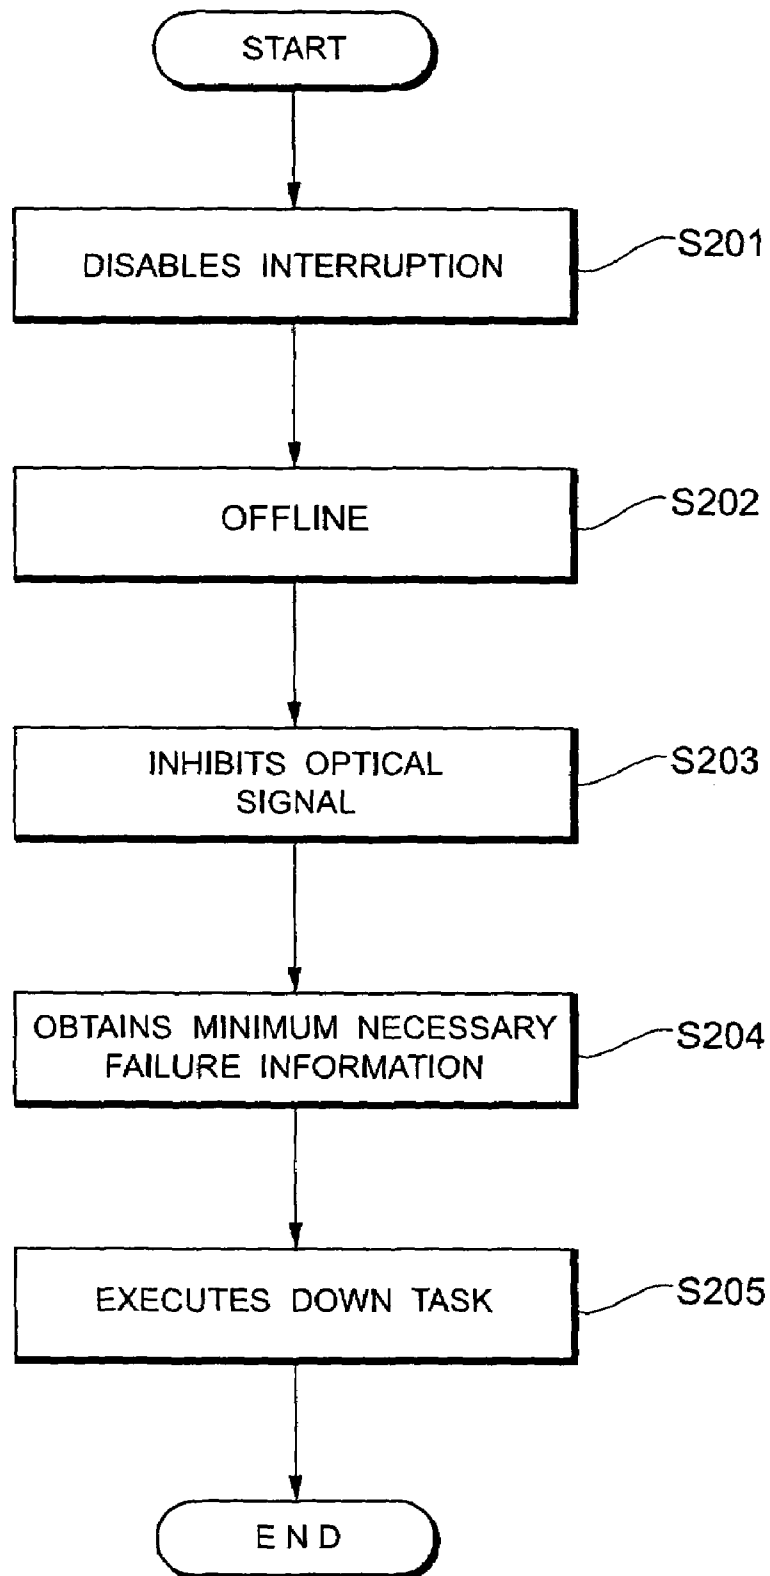 START
DISABLES INTERRUPTION
S201
OFFLINE
S202
INHIBITS OPTICAL
SIGNAL
S203
OBTAINS MINIMUM NECESSARY
FAILURE INFORMATION
S204
EXECUTES DOWN TASK
S205
END